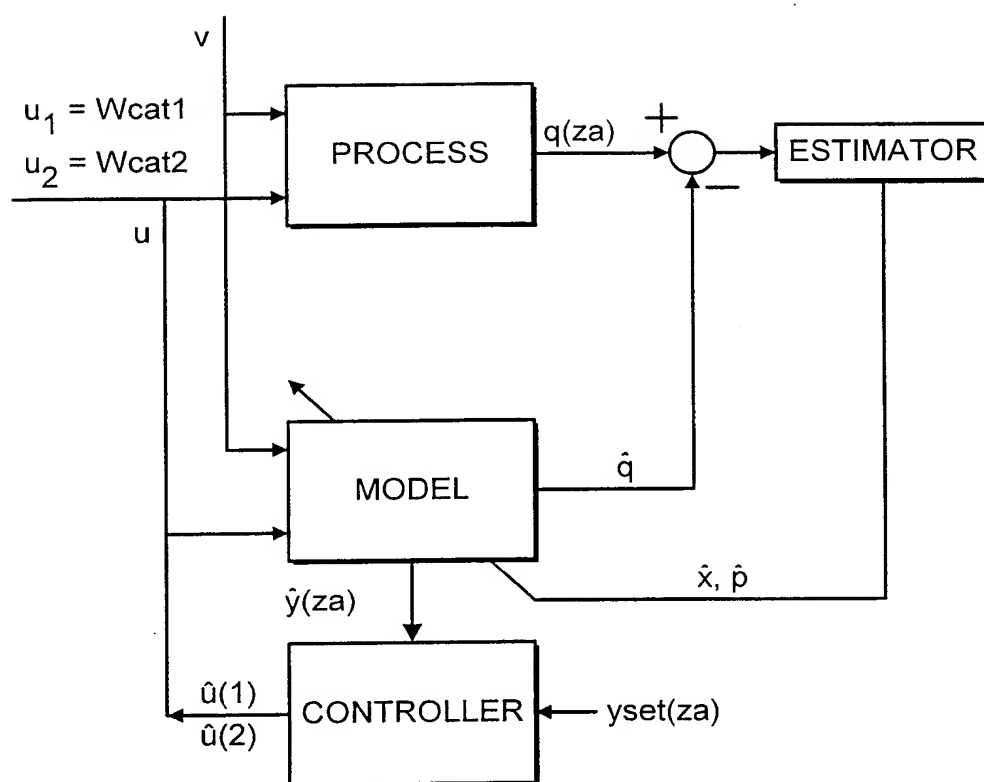 v
u₁ = Wcat1
u₂ = Wcat2
u
PROCESS
q(za)
+
−
ESTIMATOR
MODEL
q̂
x̂, p̂
ŷ(za)
û(1)
û(2)
CONTROLLER
yset(za)